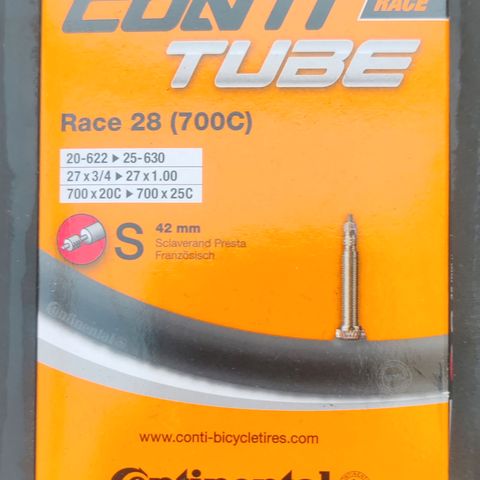 CONTI
RACE
TUBE
Race 28 (700C)
20-622 ▸ 25-630
27 x 3/4 ▸ 27 x 1.00
700 x 20C ▸ 700 x 25C
S
42 mm
Sclaverand Presta
Französisch
Continental
www.conti-bicycletires.com
Continental